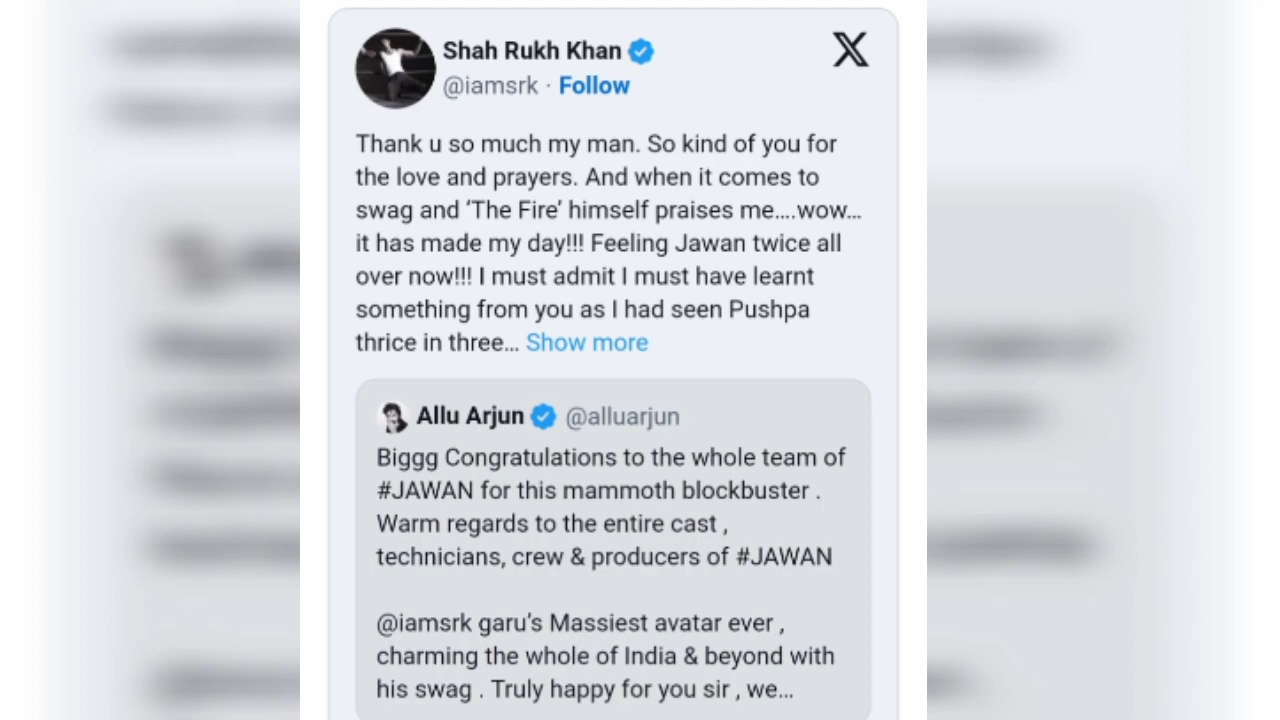 Shah Rukh Khan
@iamsrk · Follow
Thank u so much my man. So kind of you for
the love and prayers. And when it comes to
swag and ‘The Fire’ himself praises me....wow...
it has made my day!!! Feeling Jawan twice all
over now!!! I must admit I must have learnt
something from you as I had seen Pushpa
thrice in three... Show more
Allu Arjun @alluarjun
Biggg Congratulations to the whole team of
#JAWAN for this mammoth blockbuster .
Warm regards to the entire cast ,
technicians, crew & producers of #JAWAN
@iamsrk garu’s Massiest avatar ever ,
charming the whole of India & beyond with
his swag . Truly happy for you sir , we...